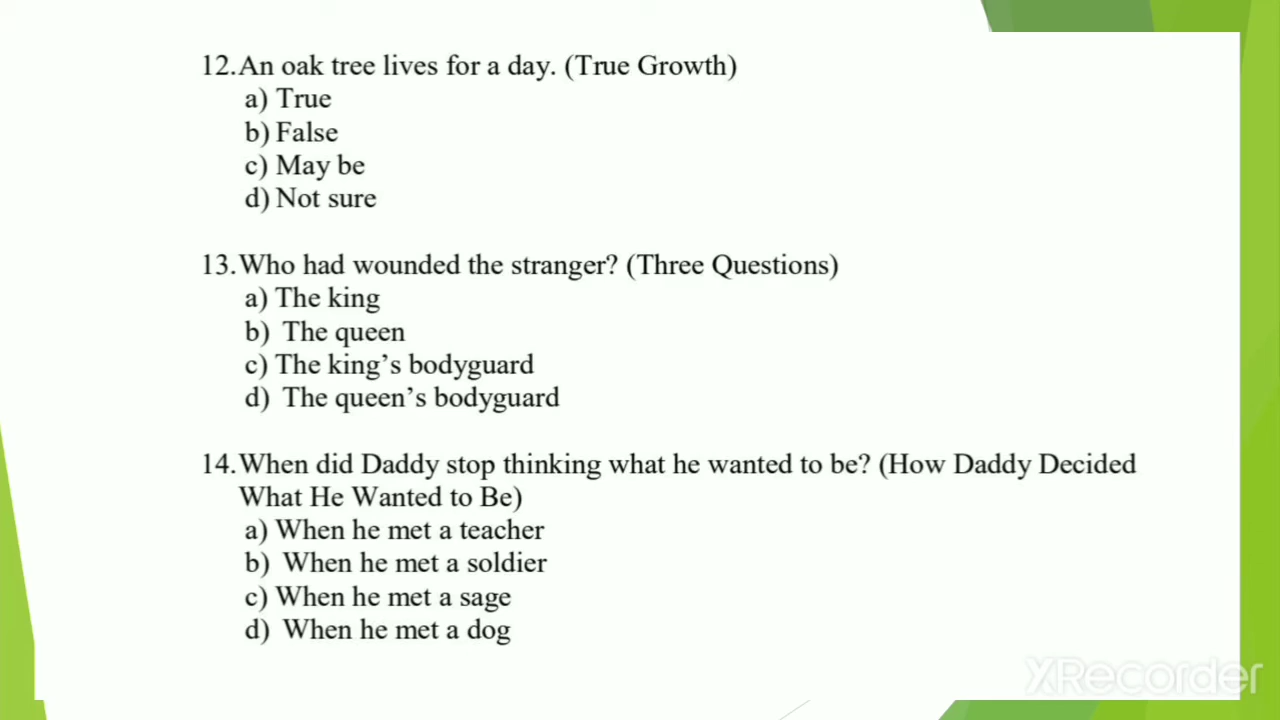 12.An oak tree lives for a day. (True Growth)
a) True
b) False
c) May be
d) Not sure
13.Who had wounded the stranger? (Three Questions)
a) The king
b) The queen
c) The king’s bodyguard
d) The queen’s bodyguard
14.When did Daddy stop thinking what he wanted to be? (How Daddy Decided
What He Wanted to Be)
a) When he met a teacher
b) When he met a soldier
c) When he met a sage
d) When he met a dog
XRecorder